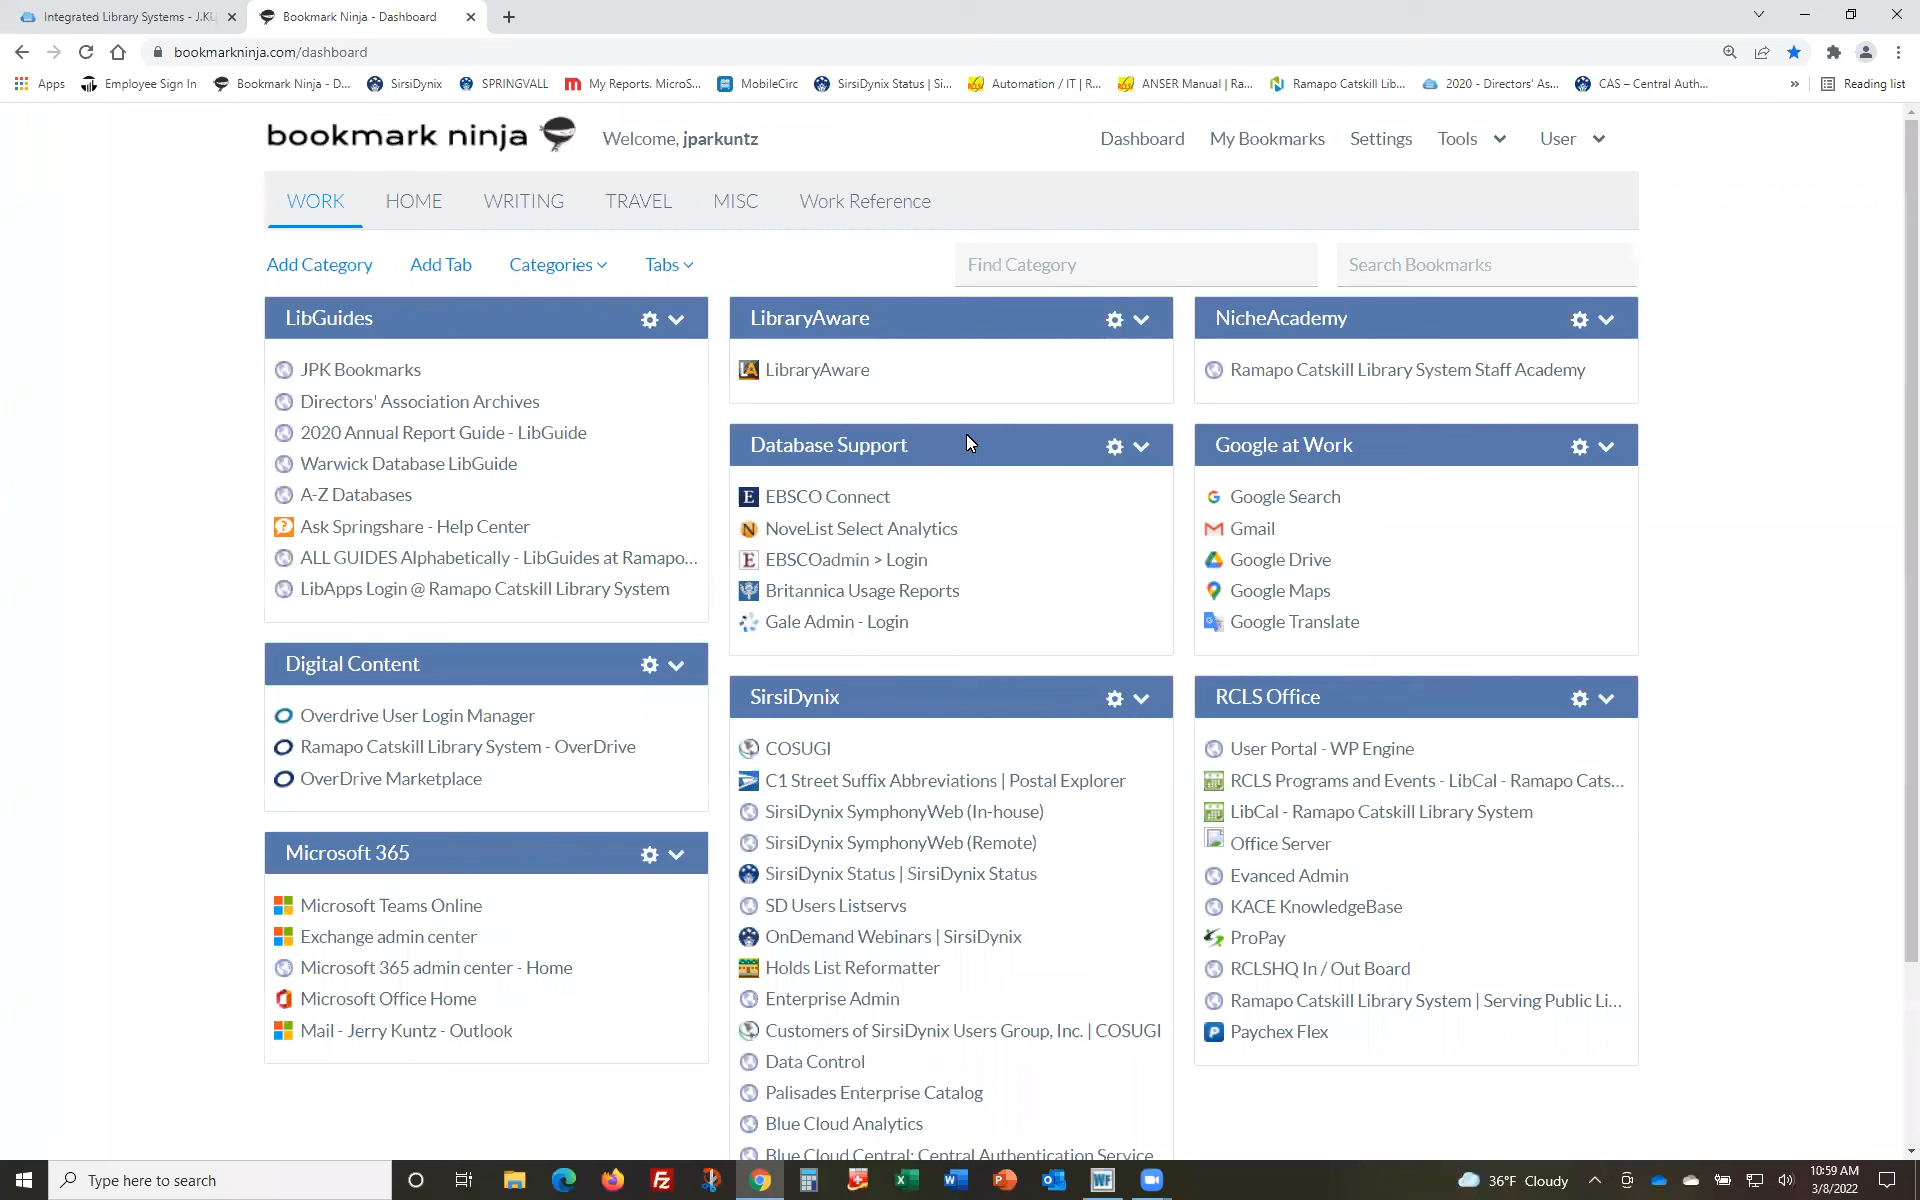 Integrated Library Systems - J.KU
Bookmark Ninja - Dashboard
bookmarkninja.com/dashboard
Apps
Employee Sign In
Bookmark Ninja - D...
SirsiDynix
SPRINGVALL
My Reports. MicroS...
MobileCirc
SirsiDynix Status | Si...
Automation / IT | R...
ANSER Manual | Ra...
Ramapo Catskill Lib...
2020 - Directors' As...
CAS – Central Auth...
»
Reading list
bookmark ninja
Welcome, jparkuntz
Dashboard
My Bookmarks
Settings
Tools
User
WORK
HOME
WRITING
TRAVEL
MISC
Work Reference
Add Category
Add Tab
Categories
Tabs
Find Category
Search Bookmarks
LibGuides
JPK Bookmarks
Directors' Association Archives
2020 Annual Report Guide - LibGuide
Warwick Database LibGuide
A-Z Databases
Ask Springshare - Help Center
ALL GUIDES Alphabetically - LibGuides at Ramapo...
LibApps Login @ Ramapo Catskill Library System
Digital Content
Overdrive User Login Manager
Ramapo Catskill Library System - OverDrive
OverDrive Marketplace
Microsoft 365
Microsoft Teams Online
Exchange admin center
Microsoft 365 admin center - Home
Microsoft Office Home
Mail - Jerry Kuntz - Outlook
LibraryAware
LibraryAware
Database Support
EBSCO Connect
NoveList Select Analytics
EBSCOadmin > Login
Britannica Usage Reports
Gale Admin - Login
SirsiDynix
COSUGI
C1 Street Suffix Abbreviations | Postal Explorer
SirsiDynix SymphonyWeb (In-house)
SirsiDynix SymphonyWeb (Remote)
SirsiDynix Status | SirsiDynix Status
SD Users Listservs
OnDemand Webinars | SirsiDynix
Holds List Reformatter
Enterprise Admin
Customers of SirsiDynix Users Group, Inc. | COSUGI
Data Control
Palisades Enterprise Catalog
Blue Cloud Analytics
Blue Cloud Central: Central Authentication Service
NicheAcademy
Ramapo Catskill Library System Staff Academy
Google at Work
Google Search
Gmail
Google Drive
Google Maps
Google Translate
RCLS Office
User Portal - WP Engine
RCLS Programs and Events - LibCal - Ramapo Cats...
LibCal - Ramapo Catskill Library System
Office Server
Evanced Admin
KACE KnowledgeBase
ProPay
RCLSHQ In / Out Board
Ramapo Catskill Library System | Serving Public Li...
Paychex Flex
Type here to search
36°F Cloudy
10:59 AM
3/8/2022